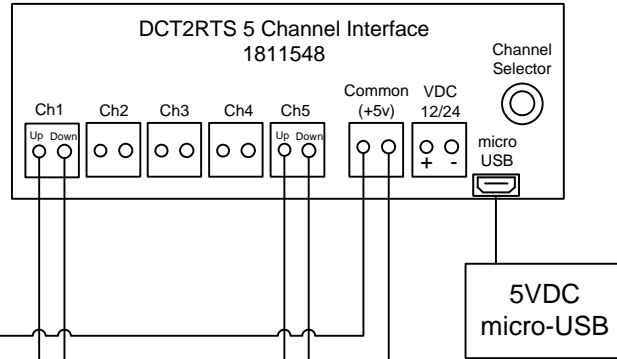 DCT2RTS 5 Channel Interface
1811548
Channel
Selector
Common
(+5v)
VDC
12/24
Ch1
Ch2
Ch3
Ch4
Ch5
Up Down
Up Down
+ -
micro
USB
5VDC
micro-USB